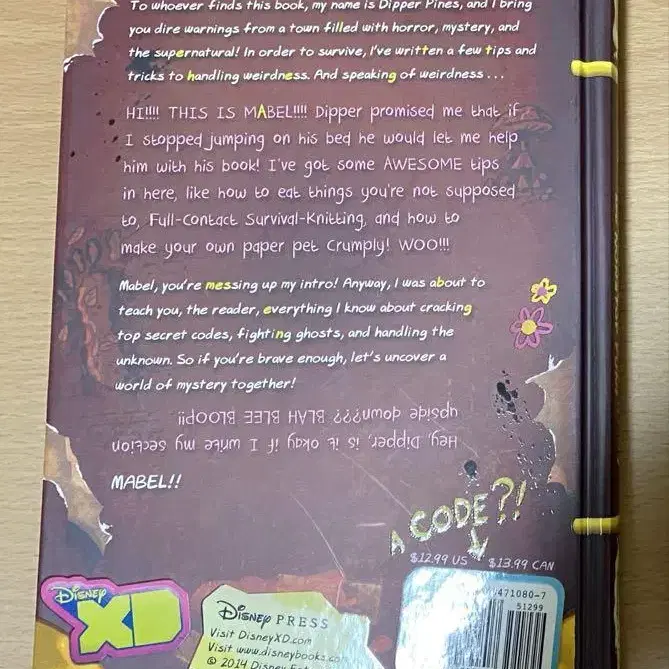 To whoever finds this book, my name is Dipper Pines, and I bring
you dire warnings from a town filled with horror, mystery, and
the supernatural! In order to survive, I've written a few tips and
tricks to handling weirdness. And speaking of weirdness . . .
HI!!!! THIS IS MABEL!!!! Dipper promised me that if
I stopped jumping on his bed he would let me help
him with his book! I've got some AWESOME tips
in here, like how to eat things you're not supposed
to, Full-Contact Survival-Knitting, and how to
make your own paper pet Crumply! WOO!!!
Mabel, you're messing up my intro! Anyway, I was about to
teach you, the reader, everything I know about cracking
top secret codes, fighting ghosts, and handling the
unknown. So if you're brave enough, let's uncover a
world of mystery together!
Hey, Dipper, is it okay if I write my section
upside down??? BLAH BLEE BLOOP!!
MABEL!!
A CODE?!
$12.99 US $13.99 CAN
471080-7
51299
Disney XD
Disney PRESS
Visit DisneyXD.com
Visit www.disneybooks.co
© 2014 Disney